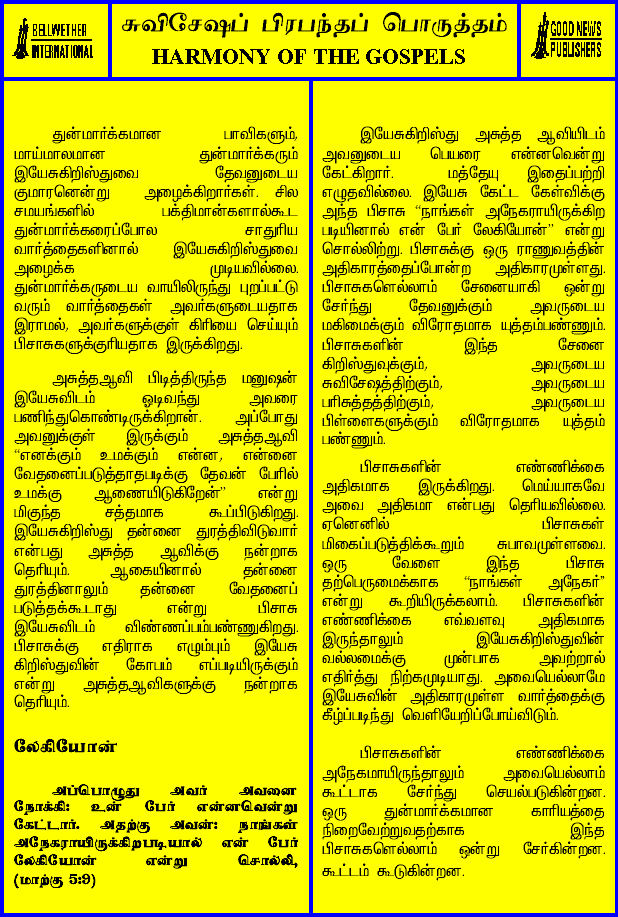 BELLWETHER
INTERNATIONAL
சுவிசேஷப் பிரபந்தப் பொருத்தம்
HARMONY OF THE GOSPELS
GOOD NEWS
PUBLISHERS
துன்மார்க்கமான பாவிகளும்,
மாய்மாலமான துன்மார்க்கரும்
இயேசுகிறிஸ்துவை தேவனுடைய
குமாரனென்று அழைக்கிறார்கள். சில
சமயங்களில் பக்திமான்களால்கூட
துன்மார்க்கரைப்போல சாதுரிய
வார்த்தைகளினால் இயேசுகிறிஸ்துவை
அழைக்க முடியவில்லை.
துன்மார்க்கருடைய வாயிலிருந்து புறப்பட்டு
வரும் வார்த்தைகள் அவர்களுடையதாக
இராமல், அவர்களுக்குள் கிரியை செய்யும்
பிசாசுகளுக்குரியதாக இருக்கிறது.
அசுத்தஆவி பிடித்திருந்த மனுஷன்
இயேசுவிடம் ஓடிவந்து அவரை
பணிந்துகொண்டிருக்கிறான். அப்போது
அவனுக்குள் இருக்கும் அசுத்தஆவி
“எனக்கும் உமக்கும் என்ன, என்னை
வேதனைப்படுத்தாதபடிக்கு தேவன் பேரில்
உமக்கு ஆணையிடுகிறேன்” என்று
மிகுந்த சத்தமாக கூப்பிடுகிறது.
இயேசுகிறிஸ்து தன்னை துரத்திவிடுவார்
என்பது அசுத்த ஆவிக்கு நன்றாக
தெரியும். ஆகையினால் தன்னை
துரத்தினாலும் தன்னை வேதனைப்
படுத்தக்கூடாது என்று பிசாசு
இயேசுவிடம் விண்ணப்பம்பண்ணுகிறது.
பிசாசுக்கு எதிராக எழும்பும் இயேசு
கிறிஸ்துவின் கோபம் எப்படியிருக்கும்
என்று அசுத்தஆவிகளுக்கு நன்றாக
தெரியும்.
லேகியோன்
அப்பொழுது அவர் அவனை
நோக்கி: உன் பேர் என்னவென்று
கேட்டார். அதற்கு அவன்: நாங்கள்
அநேகராயிருக்கிறபடியால் என் பேர்
லேகியோன் என்று சொல்லி,
(மாற்கு 5:9)
இயேசுகிறிஸ்து அசுத்த ஆவியிடம்
அவனுடைய பெயரை என்னவென்று
கேட்கிறார். மத்தேயு இதைப்பற்றி
எழுதவில்லை. இயேசு கேட்ட கேள்விக்கு
அந்த பிசாசு “நாங்கள் அநேகராயிருக்கிற
படியினால் என் பேர் லேகியோன்” என்று
சொல்லிற்று. பிசாசுக்கு ஒரு ராணுவத்தின்
அதிகாரத்தைப்போன்ற அதிகாரமுள்ளது.
பிசாசுகளெல்லாம் சேனையாகி ஒன்று
சேர்ந்து தேவனுக்கும் அவருடைய
மகிமைக்கும் விரோதமாக யுத்தம்பண்ணும்.
பிசாசுகளின் இந்த சேனை
கிறிஸ்துவுக்கும், அவருடைய
சுவிசேஷத்திற்கும், அவருடைய
பரிசுத்தத்திற்கும், அவருடைய
பிள்ளைகளுக்கும் விரோதமாக யுத்தம்
பண்ணும்.
பிசாசுகளின் எண்ணிக்கை
அதிகமாக இருக்கிறது. மெய்யாகவே
அவை அதிகமா என்பது தெரியவில்லை.
ஏனெனில் பிசாசுகள்
மிகைப்படுத்திக்கூறும் சுபாவமுள்ளவை.
ஒரு வேளை இந்த பிசாசு
தற்பெருமைக்காக “நாங்கள் அநேகர்”
என்று கூறியிருக்கலாம். பிசாசுகளின்
எண்ணிக்கை எவ்வளவு அதிகமாக
இருந்தாலும் இயேசுகிறிஸ்துவின்
வல்லமைக்கு முன்பாக அவற்றால்
எதிர்த்து நிற்கமுடியாது. அவையெல்லாமே
இயேசுவின் அதிகாரமுள்ள வார்த்தைக்கு
கீழ்ப்படிந்து வெளியேறிப்போய்விடும்.
பிசாசுகளின் எண்ணிக்கை
அநேகமாயிருந்தாலும் அவையெல்லாம்
கூட்டாக சேர்ந்து செயல்படுகின்றன.
ஒரு துன்மார்க்கமான காரியத்தை
நிறைவேற்றுவதற்காக இந்த
பிசாசுகளெல்லாம் ஒன்று சேர்கின்றன.
கூட்டம் கூடுகின்றன.